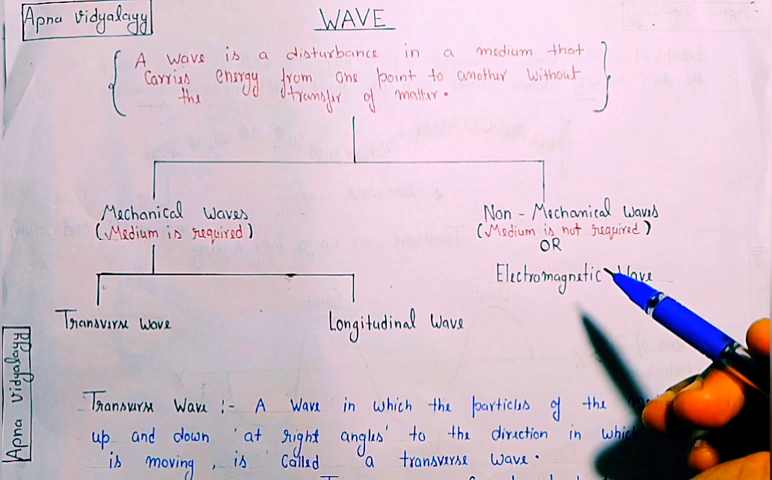 Apna Vidyalayy
WAVE
A wave is a disturbance in a medium that
Carries energy from one point to another without
the transfer of matter.
Mechanical Waves
(Medium is required)
Non-Mechanical Waves
(Medium is not required)
OR
Electromagnetic Wave
Transverse Wave
Longitudinal Wave
Apna Vidyalayy
Transverse Wave :- A Wave in which the particles of the
up and down 'at right angles' to the direction in which
is moving, is Called a transverse wave.